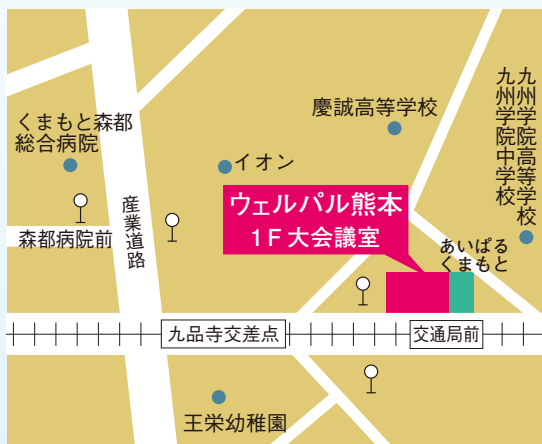 くまもと森都
総合病院
イオン
慶誠高等学校
九州学院高等学校
九州学院中学校
ウェルパル熊本
1F 大会議室
あいぱる
くまもと
森都病院前
産業道路
九品寺交差点
交通局前
王栄幼稚園